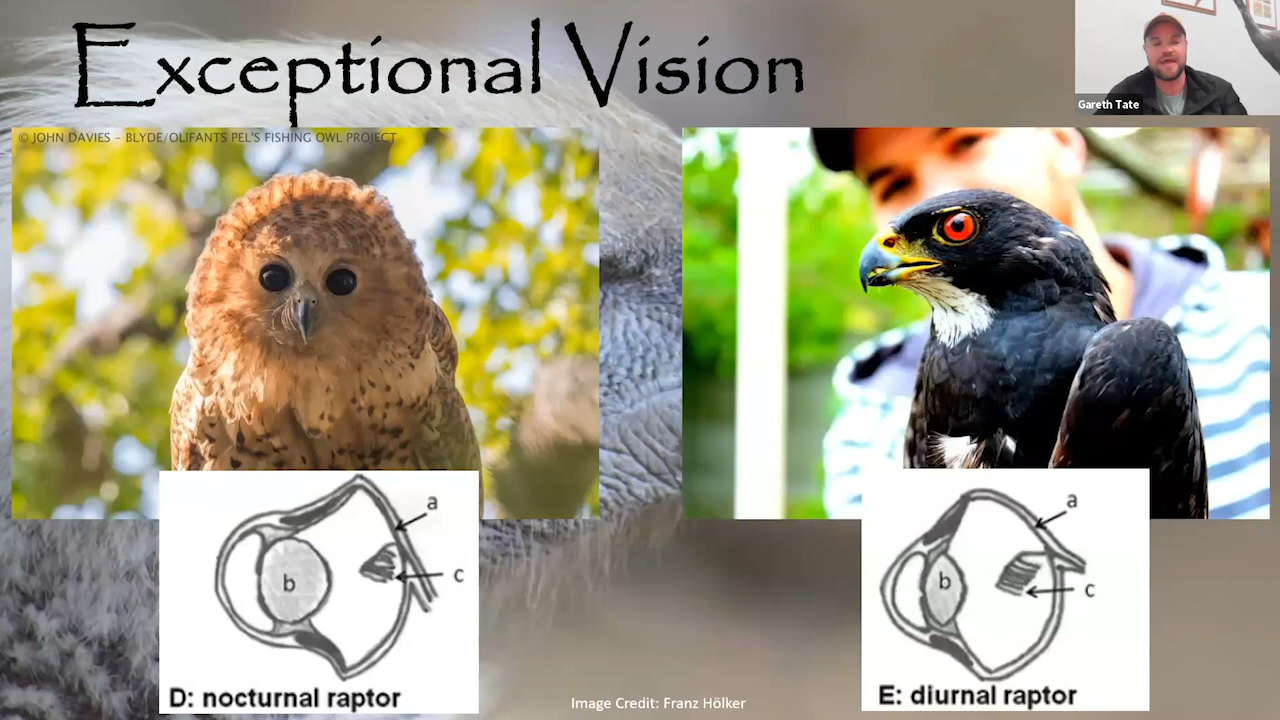 Exceptional Vision
Gareth Tate
© JOHN DAVIES – BLYDE/OLIFANTS PEL'S FISHING OWL PROJECT
a
b
c
D: nocturnal raptor
a
b
c
E: diurnal raptor
Image Credit: Franz Hölker